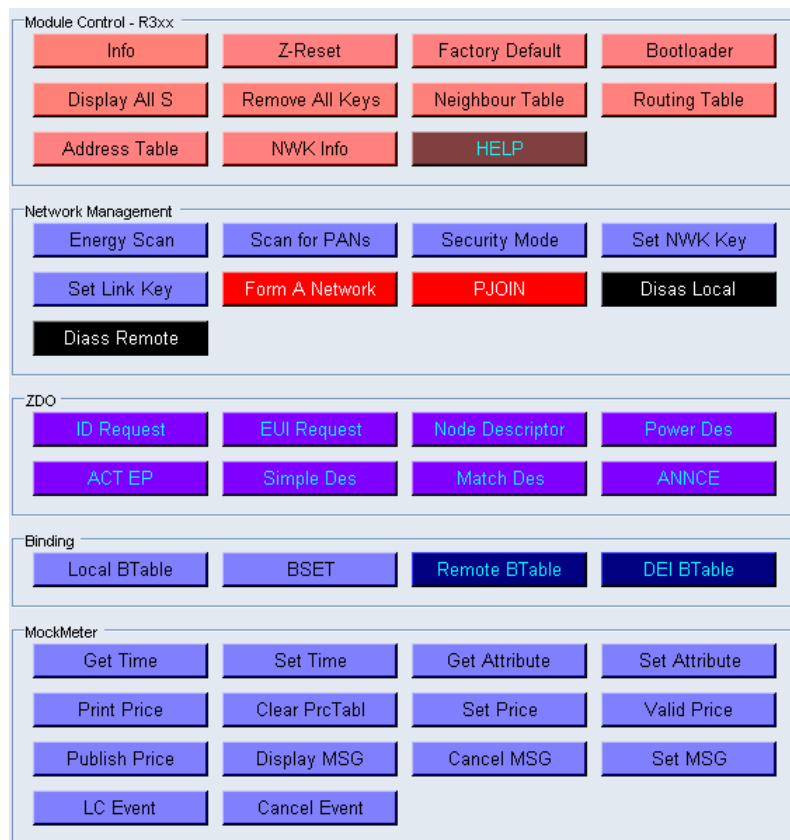 Module Control - R3xx
Info Z-Reset Factory Default Bootloader
Display All S Remove All Keys Neighbour Table Routing Table
Address Table NWK Info HELP
Network Management
Energy Scan Scan for PANs Security Mode Set NWK Key
Set Link Key Form A Network PJOIN Disas Local
Diass Remote
ZDO
ID Request EUI Request Node Descriptor Power Des
ACT EP Simple Des Match Des ANNCE
Binding
Local BTable BSET Remote BTable DEl BTable
MockMeter
Get Time Set Time Get Attribute Set Attribute
Print Price Clear PrcTabl Set Price Valid Price
Publish Price Display MSG Cancel MSG Set MSG
LC Event Cancel Event